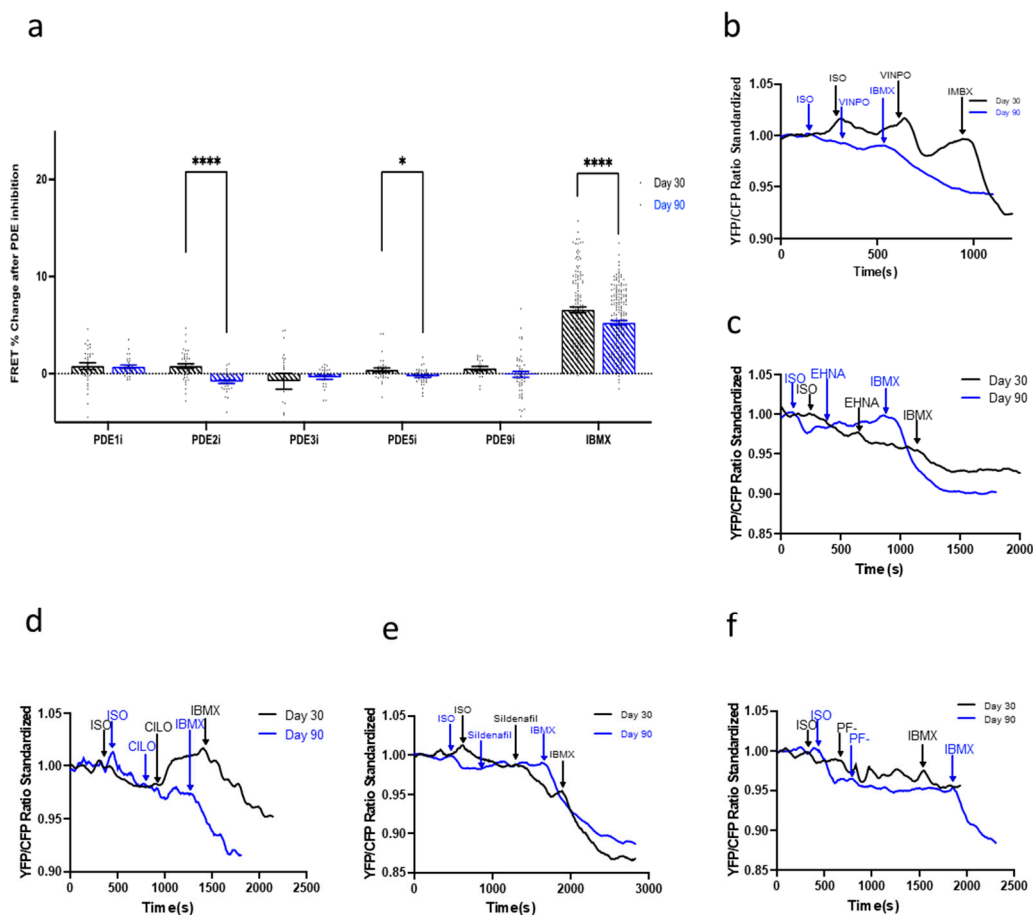 a
****
*
****
Day 30
Day 90
20
10
0
FRET % Change after PDE inhibition
PDE1i
PDE2i
PDE3i
PDE5i
PDE9i
IBMX
b
1.05
1.00
0.95
0.90
YFP/CFP Ratio Standardized
ISO
VINPO
IMBX
ISO
VINPO
IBMX
Day 30
Day 90
0
500
1000
Time(s)
c
1.05
1.00
0.95
0.90
0.85
YFP/CFP Ratio Standardized
ISO
EHNA
IBMX
ISO
EHNA
IBMX
Day 30
Day 90
0
500
1000
1500
2000
Time (s)
d
1.05
1.00
0.95
0.90
YFP/CFP Ratio Standardized
ISO
ISO
CILO
CILO
IBMX
IBMX
Day 30
Day 90
0
500
1000
1500
2000
2500
Time(s)
e
1.05
1.00
0.95
0.90
0.85
YFP/CFP Ratio Standardized
ISO
ISO
Sildenafil
Sildenafil
IBMX
IBMX
Day 30
Day 90
0
1000
2000
3000
Time(s)
f
1.05
1.00
0.95
0.90
0.85
YFP/CFP Ratio Standardized
ISO
ISO
PF-
PF-
IBMX
IBMX
Day 30
Day 90
0
500
1000
1500
2000
2500
Time(s)